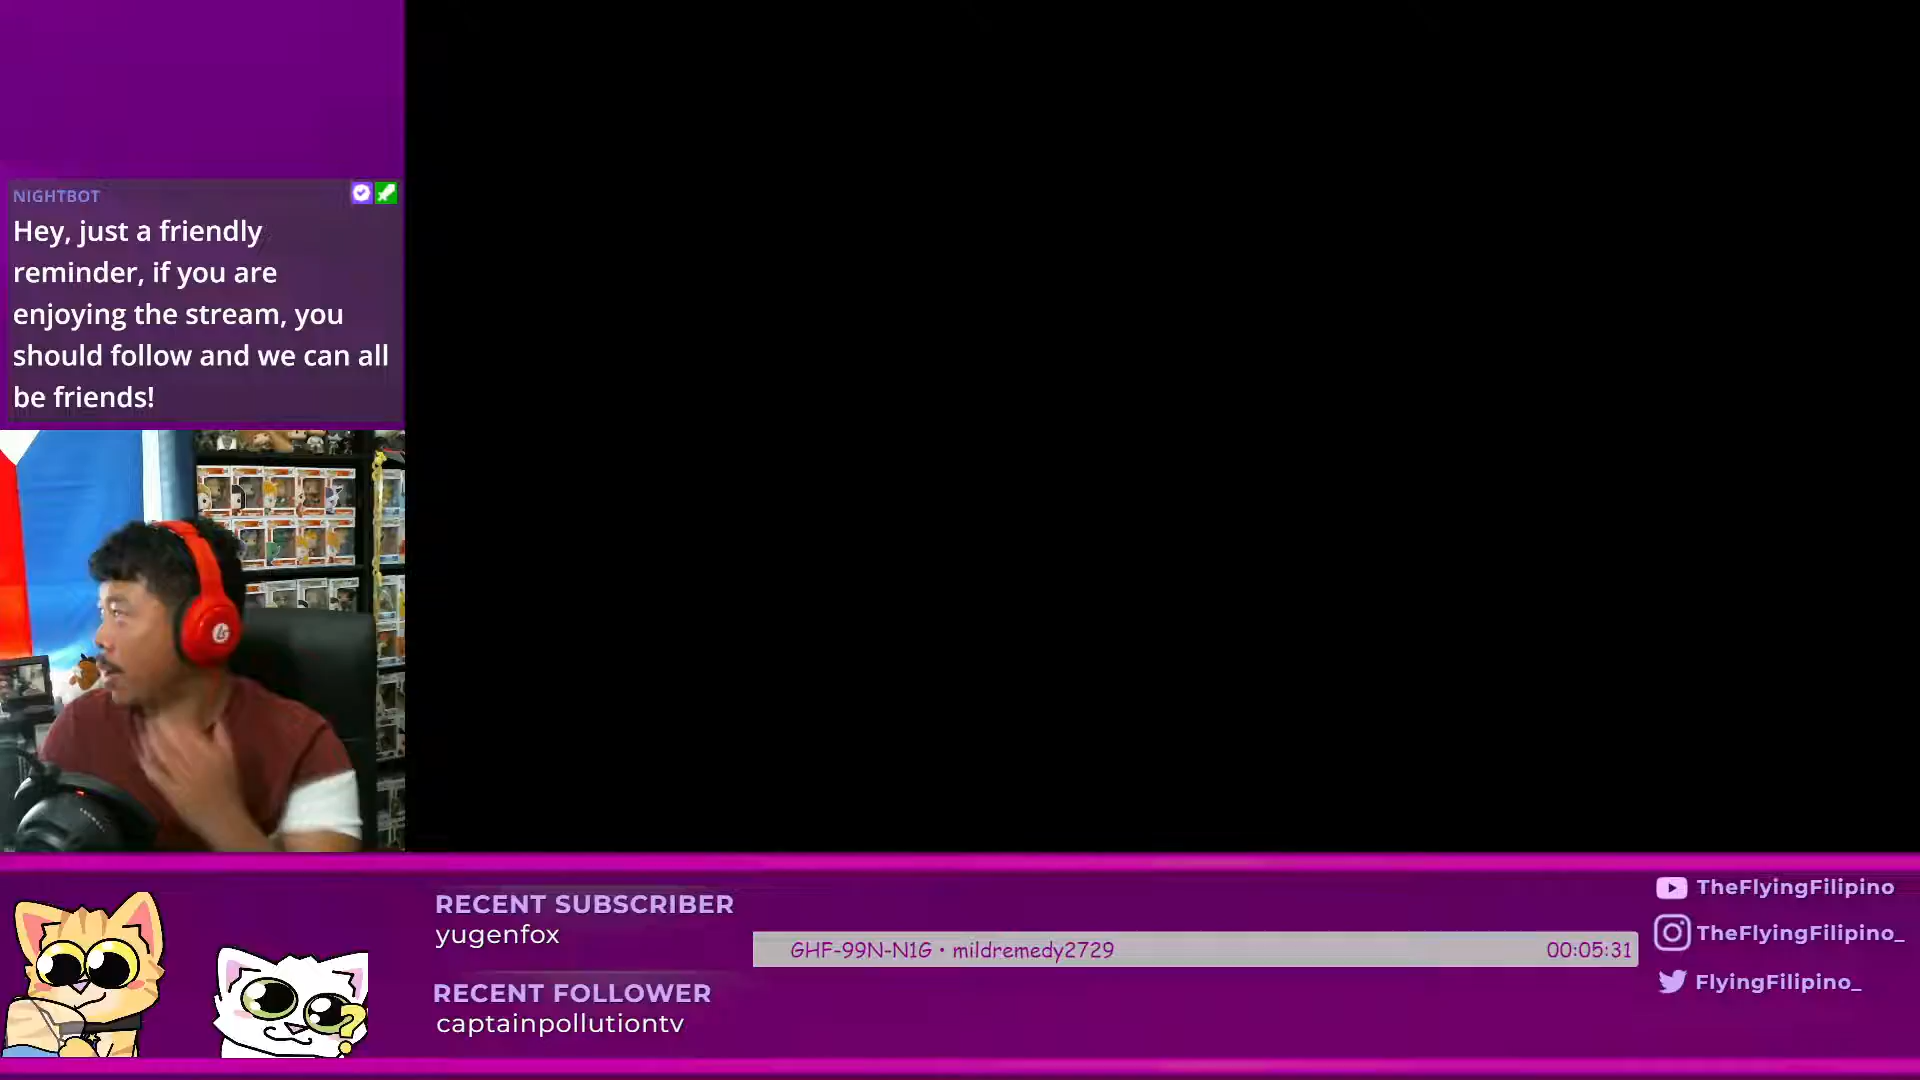 NIGHTBOT
Hey, just a friendly
reminder, if you are
enjoying the stream, you
should follow and we can all
be friends!
RECENT SUBSCRIBER
yugenfox
RECENT FOLLOWER
captainpollutiontv
GHF-99N-N1G • mildremedy2729 00:05:31
TheFlyingFilipino
TheFlyingFilipino_
FlyingFilipino_